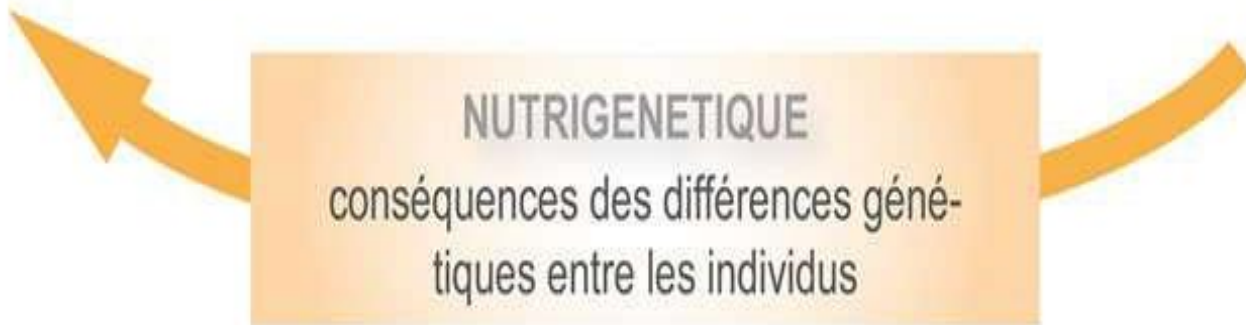 NUTRIGENETIQUE
conséquences des différences géné-
tiques entre les individus